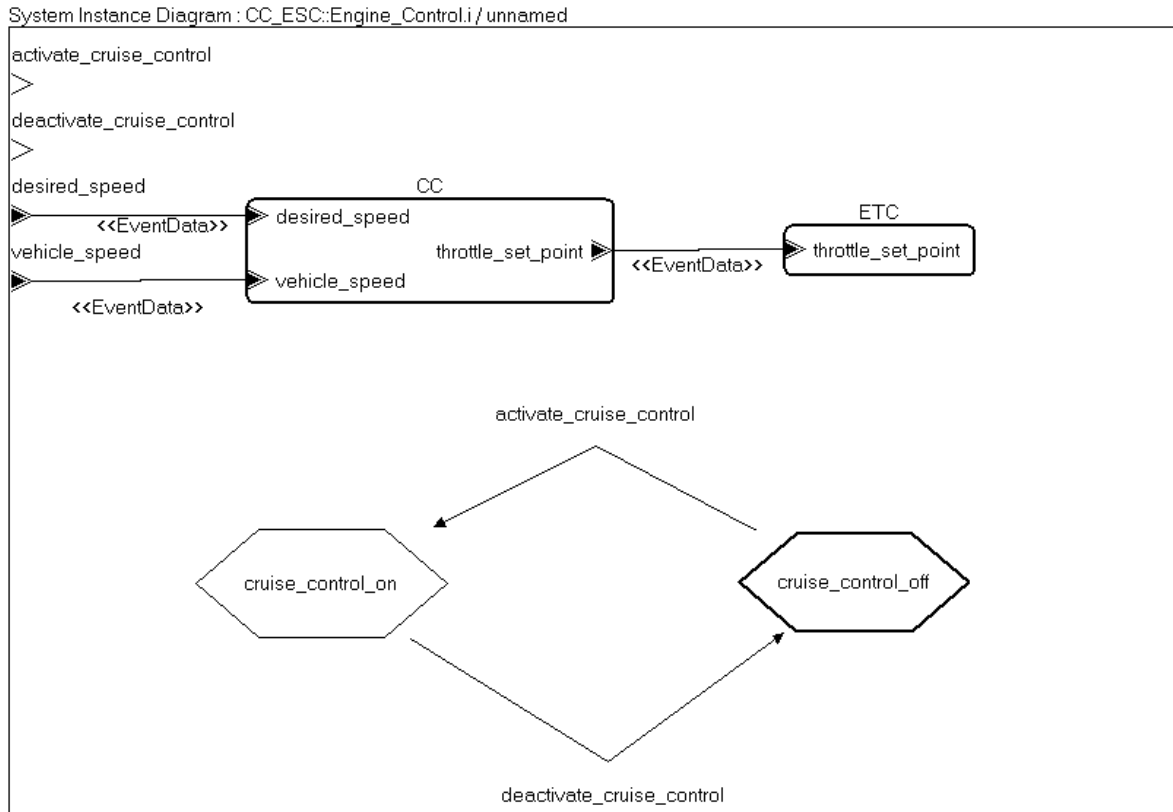 System Instance Diagram : CC_ESC::Engine_Control.i / unnamed
activate_cruise_control
deactivate_cruise_control
desired_speed
<<EventData>>
vehicle_speed
<<EventData>>
CC
desired_speed
throttle_set_point
vehicle_speed
<<EventData>>
ETC
throttle_set_point
activate_cruise_control
cruise_control_on
cruise_control_off
deactivate_cruise_control